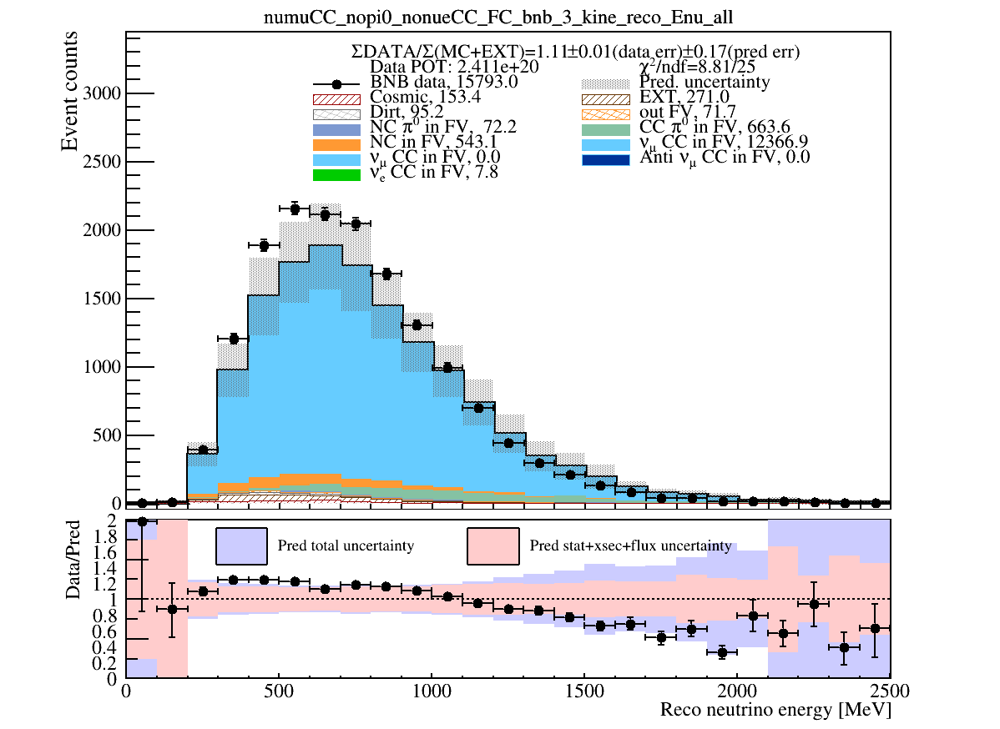 numuCC_nopi0_nonueCC_FC_bnb_3_kine_reco_Enu_all
ΣDATA/Σ(MC+EXT)=1.11±0.01(data err)±0.17(pred err)
Data POT: 2.411e+20
χ²/ndf=8.81/25
BNB data, 15793.0
Pred. uncertainty
Cosmic, 153.4
EXT, 271.0
Dirt, 95.2
out FV, 71.7
NC π⁰ in FV, 72.2
CC π⁰ in FV, 663.6
NC in FV, 543.1
νμ CC in FV, 12366.9
νμ CC in FV, 0.0
Anti νμ CC in FV, 0.0
νe CC in FV, 7.8
Event counts
3000
2500
2000
1500
1000
500
0
Data/Pred
2
1.8
1.6
1.4
1.2
1
0.8
0.6
0.4
0.2
0
Pred total uncertainty
Pred stat+xsec+flux uncertainty
0 500 1000 1500 2000 2500
Reco neutrino energy [MeV]